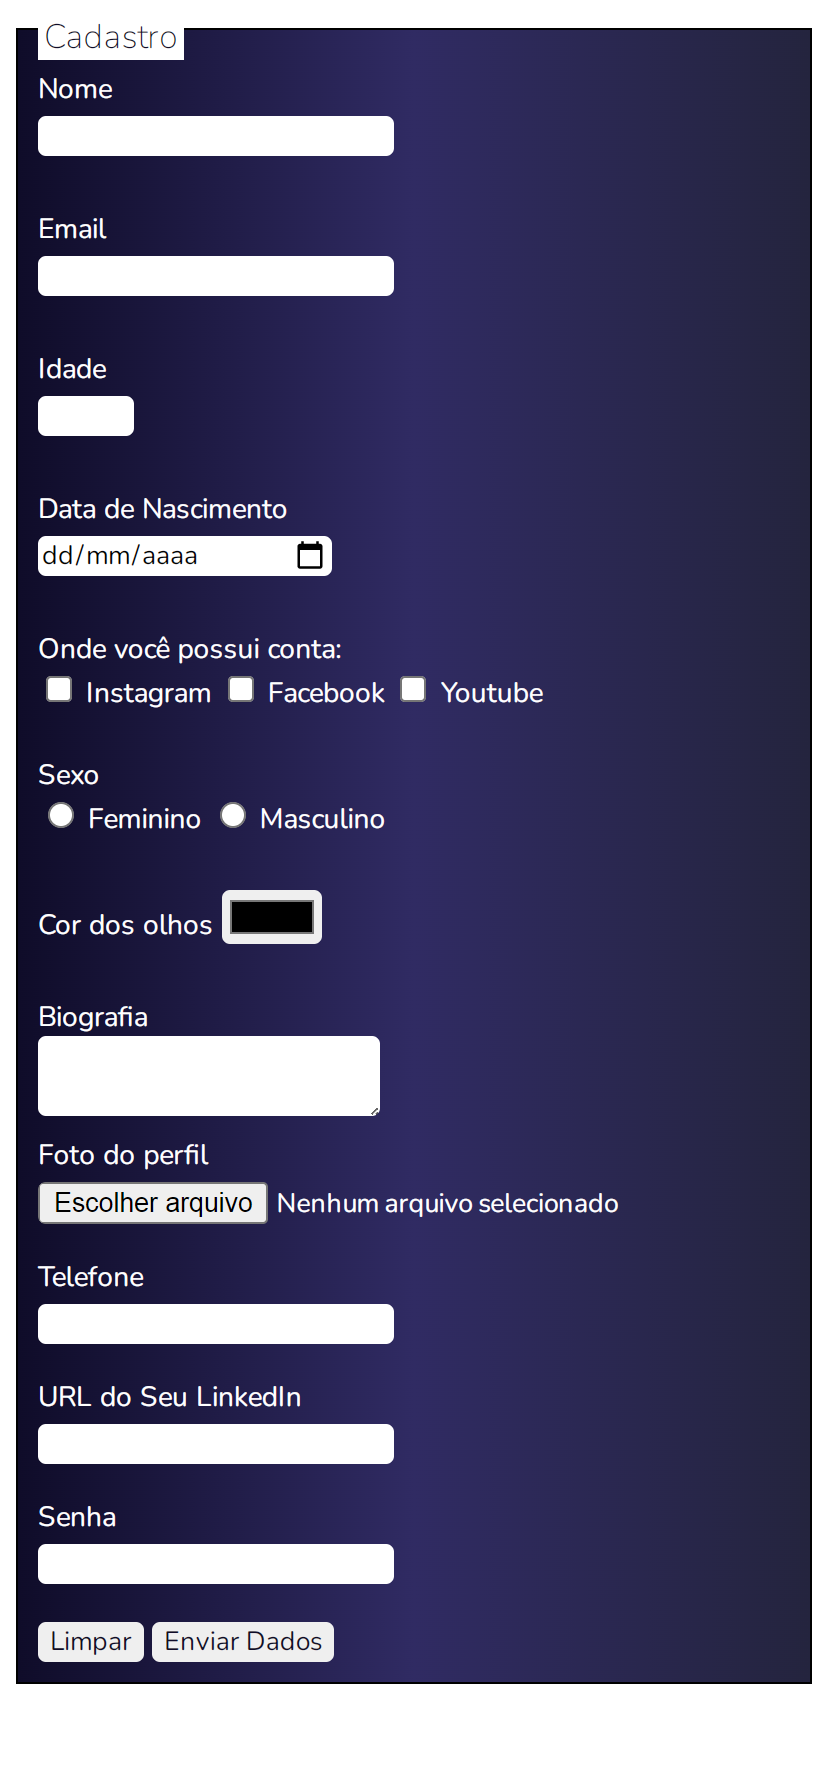 Cadastro
Nome
Email
Idade
Data de Nascimento
dd/mm/aaaa
Onde você possui conta:
Instagram Facebook Youtube
Sexo
Feminino Masculino
Cor dos olhos
Biografia
Foto do perfil
Escolher arquivo Nenhum arquivo selecionado
Telefone
URL do Seu LinkedIn
Senha
Limpar Enviar Dados